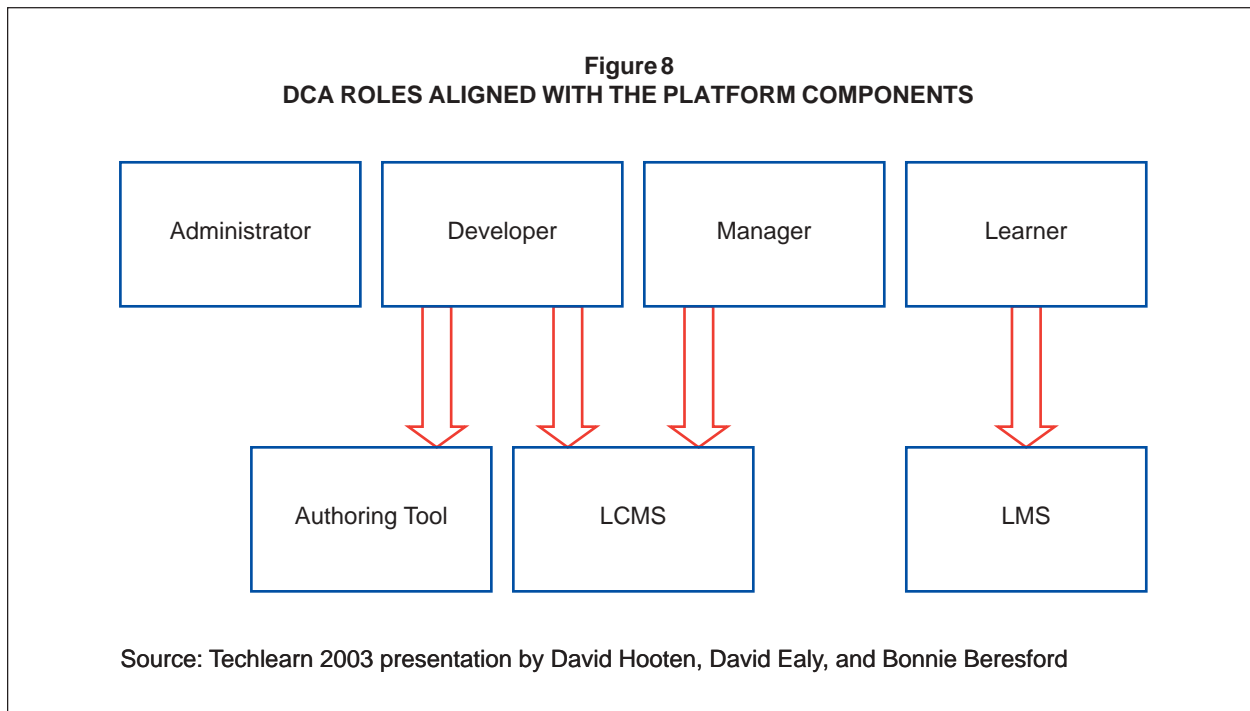 Figure 8
DCA ROLES ALIGNED WITH THE PLATFORM COMPONENTS
Administrator
Developer
Manager
Learner
Authoring Tool
LCMS
LMS
Source: Techlearn 2003 presentation by David Hooten, David Ealy, and Bonnie Beresford